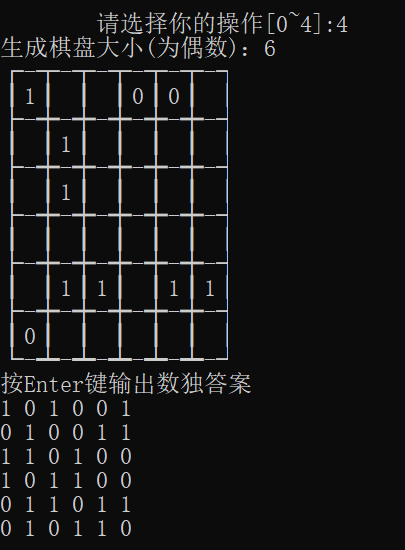 请选择你的操作[0~4]:4
生成棋盘大小(为偶数): 6
1 0 0
1
1
1 1 1 1
0
按Enter键输出数独答案
1 0 1 0 0 1
0 1 0 0 1 1
1 1 0 1 0 0
1 0 1 1 0 0
0 1 1 0 1 1
0 1 0 1 1 0